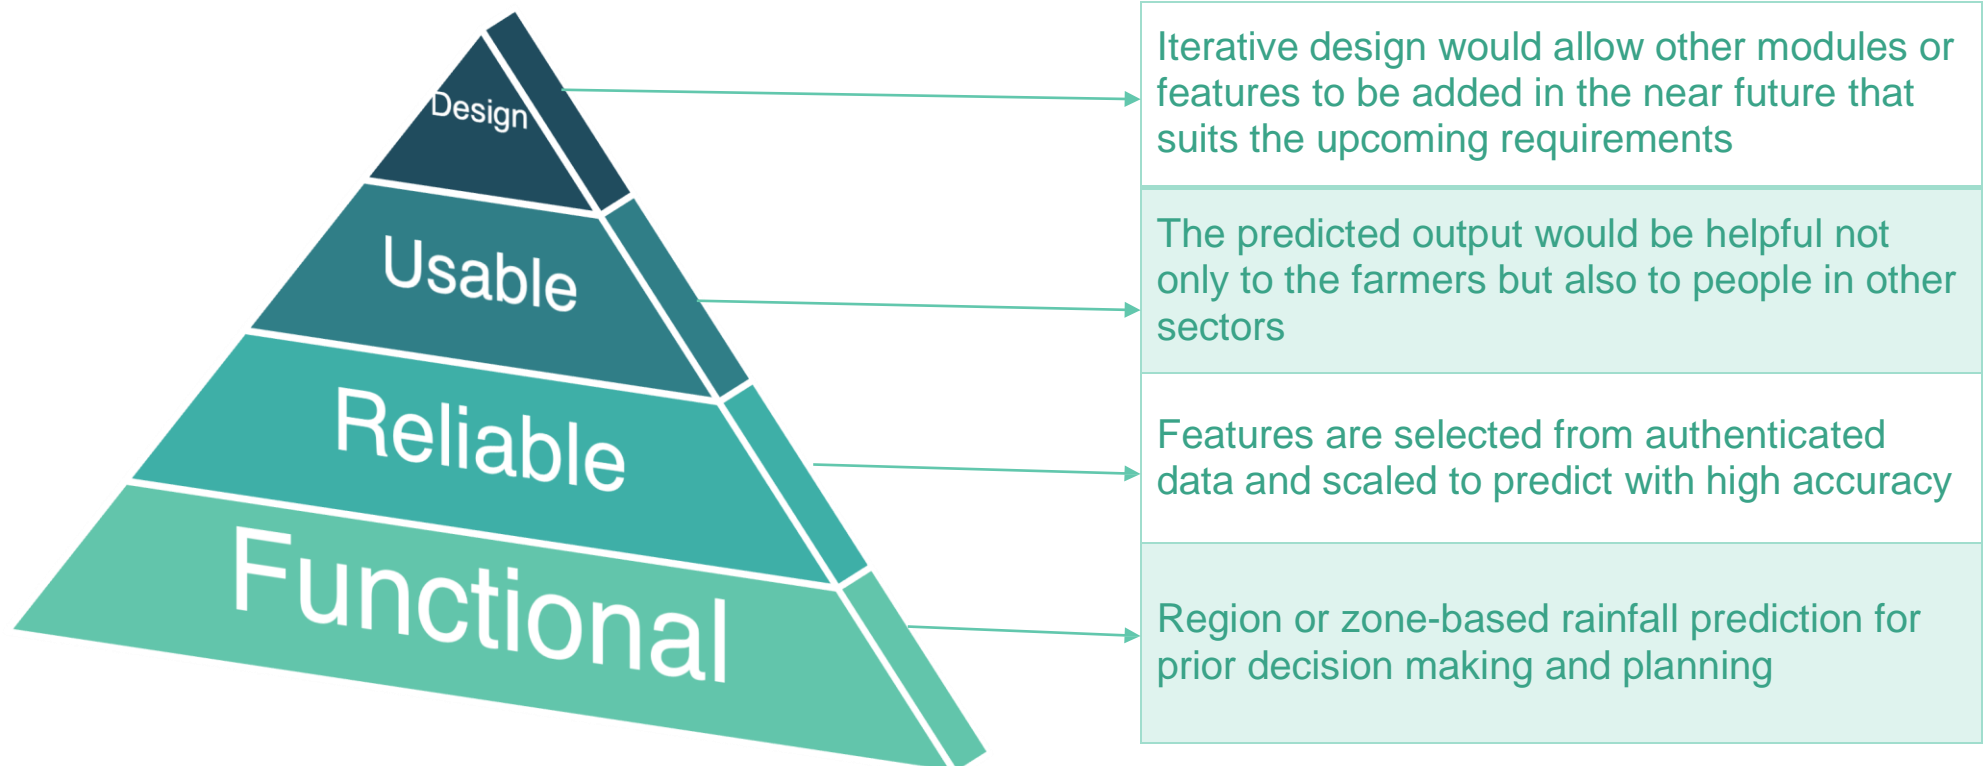 Design
Iterative design would allow other modules or
features to be added in the near future that
suits the upcoming requirements
Usable
The predicted output would be helpful not
only to the farmers but also to people in other
sectors
Reliable
Features are selected from authenticated
data and scaled to predict with high accuracy
Functional
Region or zone-based rainfall prediction for
prior decision making and planning